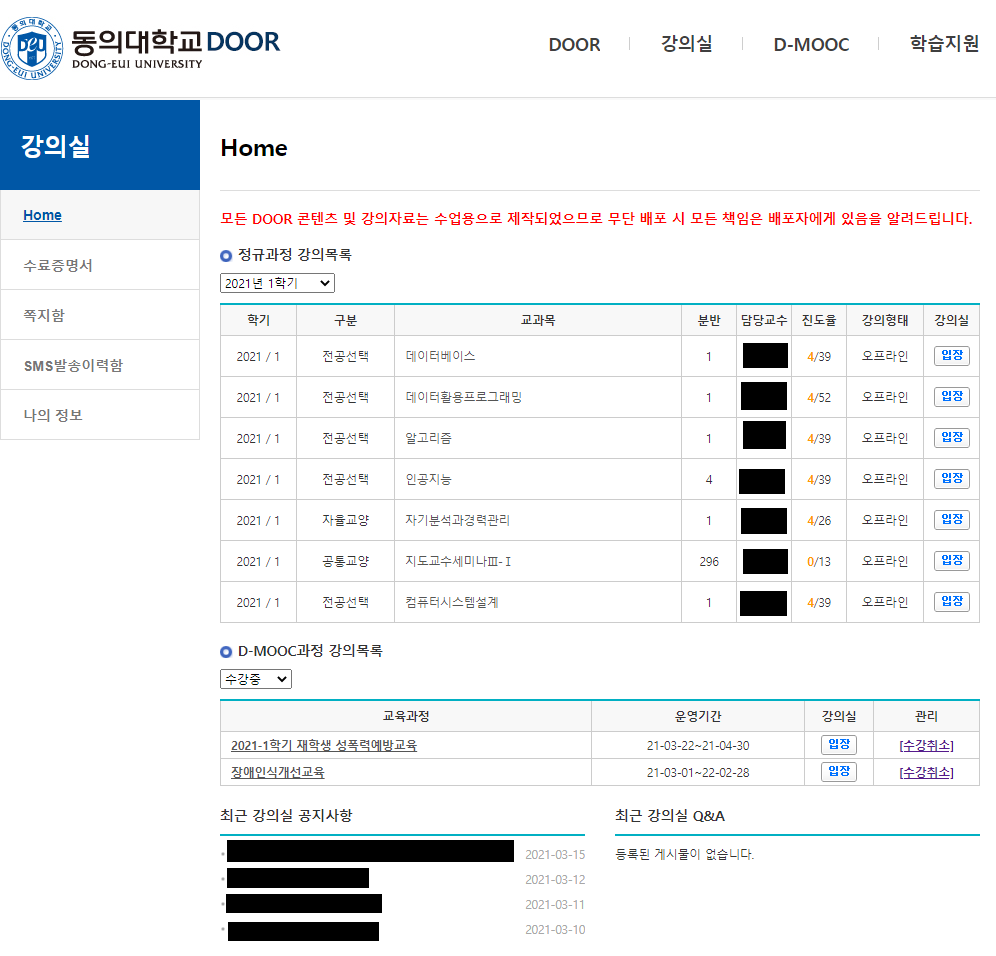 동의대학교 DOOR
DONG-EUI UNIVERSITY
DOOR 강의실 D-MOOC 학습지원
강의실
Home
수료증명서
쪽지함
SMS발송이력함
나의 정보
Home
모든 DOOR 콘텐츠 및 강의자료는 수업용으로 제작되었으므로 무단 배포 시 모든 책임은 배포자에게 있음을 알려드립니다.
정규과정 강의목록
2021년 1학기
학기 구분 교과목 분반 담당교수 진도율 강의형태 강의실
2021 / 1 전공선택 데이터베이스 1 4/39 오프라인 입장
2021 / 1 전공선택 데이터활용프로그래밍 1 4/52 오프라인 입장
2021 / 1 전공선택 알고리즘 1 4/39 오프라인 입장
2021 / 1 전공선택 인공지능 4 4/39 오프라인 입장
2021 / 1 자율교양 자기분석과경력관리 1 4/26 오프라인 입장
2021 / 1 공통교양 지도교수세미나Ⅲ-Ⅰ 296 0/13 오프라인 입장
2021 / 1 전공선택 컴퓨터시스템설계 1 4/39 오프라인 입장
D-MOOC과정 강의목록
수강중
교육과정 운영기간 강의실 관리
2021-1학기 재학생 성폭력예방교육 21-03-22~21-04-30 입장 [수강취소]
장애인식개선교육 21-03-01~22-02-28 입장 [수강취소]
최근 강의실 공지사항
2021-03-15
2021-03-12
2021-03-11
2021-03-10
최근 강의실 Q&A
등록된 게시물이 없습니다.